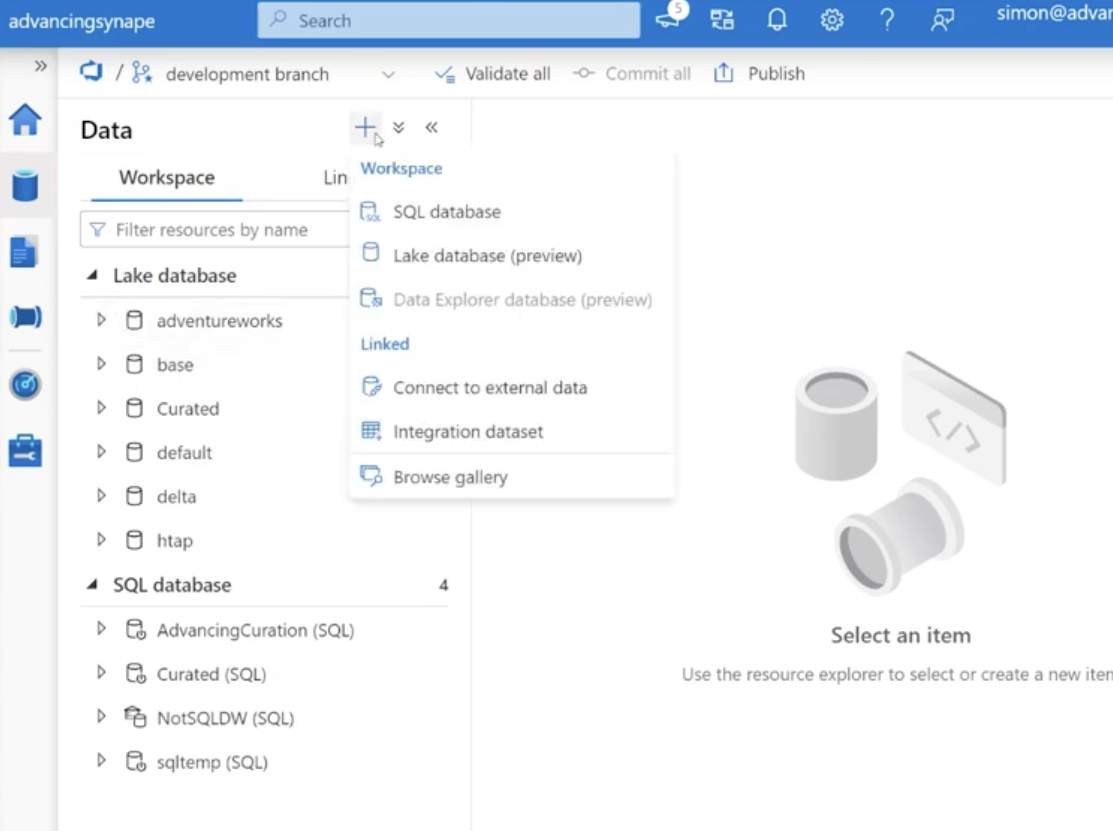 advancingsynape
Search
5
simon@advar
/ development branch
Validate all
Commit all
Publish
Data
Workspace
Lin
Filter resources by name
Lake database
adventureworks
base
Curated
default
delta
htap
SQL database 4
AdvancingCuration (SQL)
Curated (SQL)
NotSQLDW (SQL)
sqltemp (SQL)
Workspace
SQL database
Lake database (preview)
Data Explorer database (preview)
Linked
Connect to external data
Integration dataset
Browse gallery
Select an item
Use the resource explorer to select or create a new item